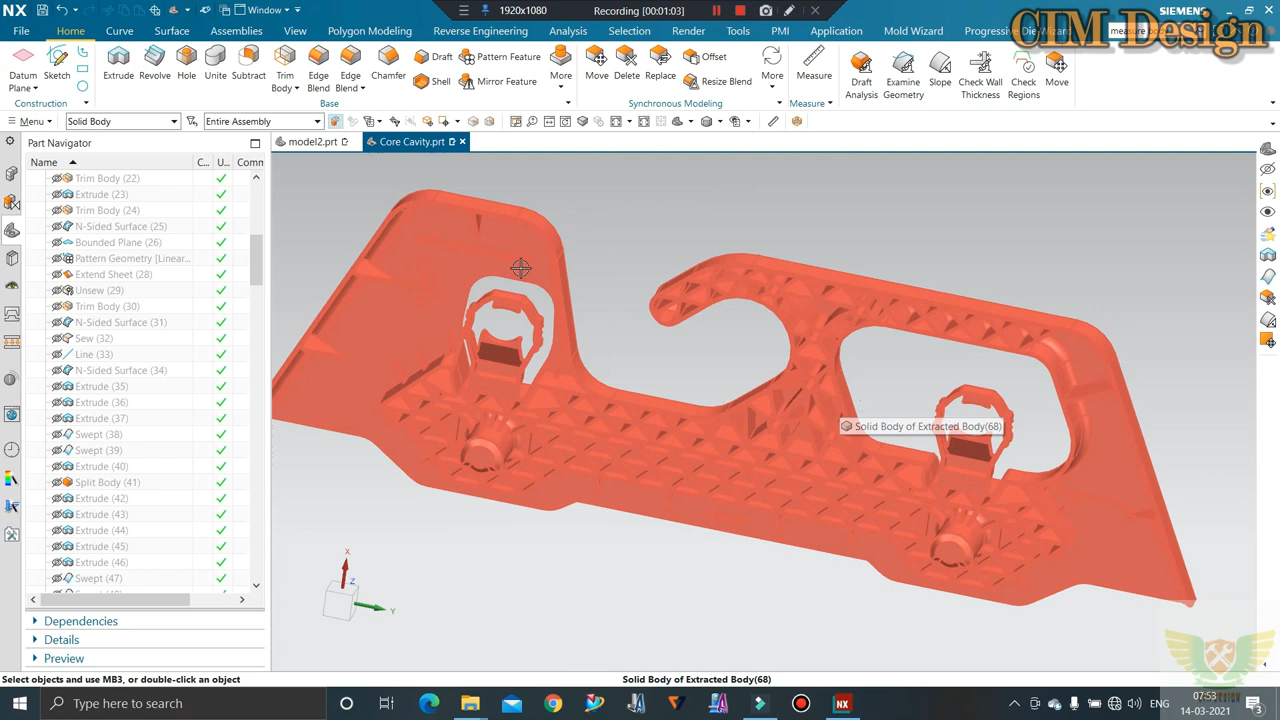 NX
Window
1920x1080
Recording [00:01:03]
SIEMENS
CIM Design
File
Home
Curve
Surface
Assemblies
View
Polygon Modeling
Reverse Engineering
Analysis
Selection
Render
Tools
PMI
Application
Mold Wizard
Progressive Die Wizard
measure body
Datum Plane
Sketch
Extrude
Revolve
Hole
Unite
Subtract
Trim Body
Edge Blend
Edge Blend
Chamfer
Draft
Shell
Pattern Feature
Mirror Feature
More
Move
Delete
Replace
Offset
Resize Blend
More
Measure
Draft Analysis
Examine Geometry
Slope
Check Wall Thickness
Check Regions
Move
Construction
Base
Synchronous Modeling
Measure
Menu
Solid Body
Entire Assembly
Part Navigator
model2.prt
Core Cavity.prt
Name
C...
U...
Comm
Trim Body (22)
Extrude (23)
Trim Body (24)
N-Sided Surface (25)
Bounded Plane (26)
Pattern Geometry [Linear...
Extend Sheet (28)
Unsew (29)
Trim Body (30)
N-Sided Surface (31)
Sew (32)
Line (33)
N-Sided Surface (34)
Extrude (35)
Extrude (36)
Extrude (37)
Swept (38)
Swept (39)
Extrude (40)
Split Body (41)
Extrude (42)
Extrude (43)
Extrude (44)
Extrude (45)
Extrude (46)
Swept (47)
Solid Body of Extracted Body(68)
X
Z
Y
Dependencies
Details
Preview
Select objects and use MB3, or double-click an object
Solid Body of Extracted Body(68)
Type here to search
NX
ENG
07:53
14-03-2021
3